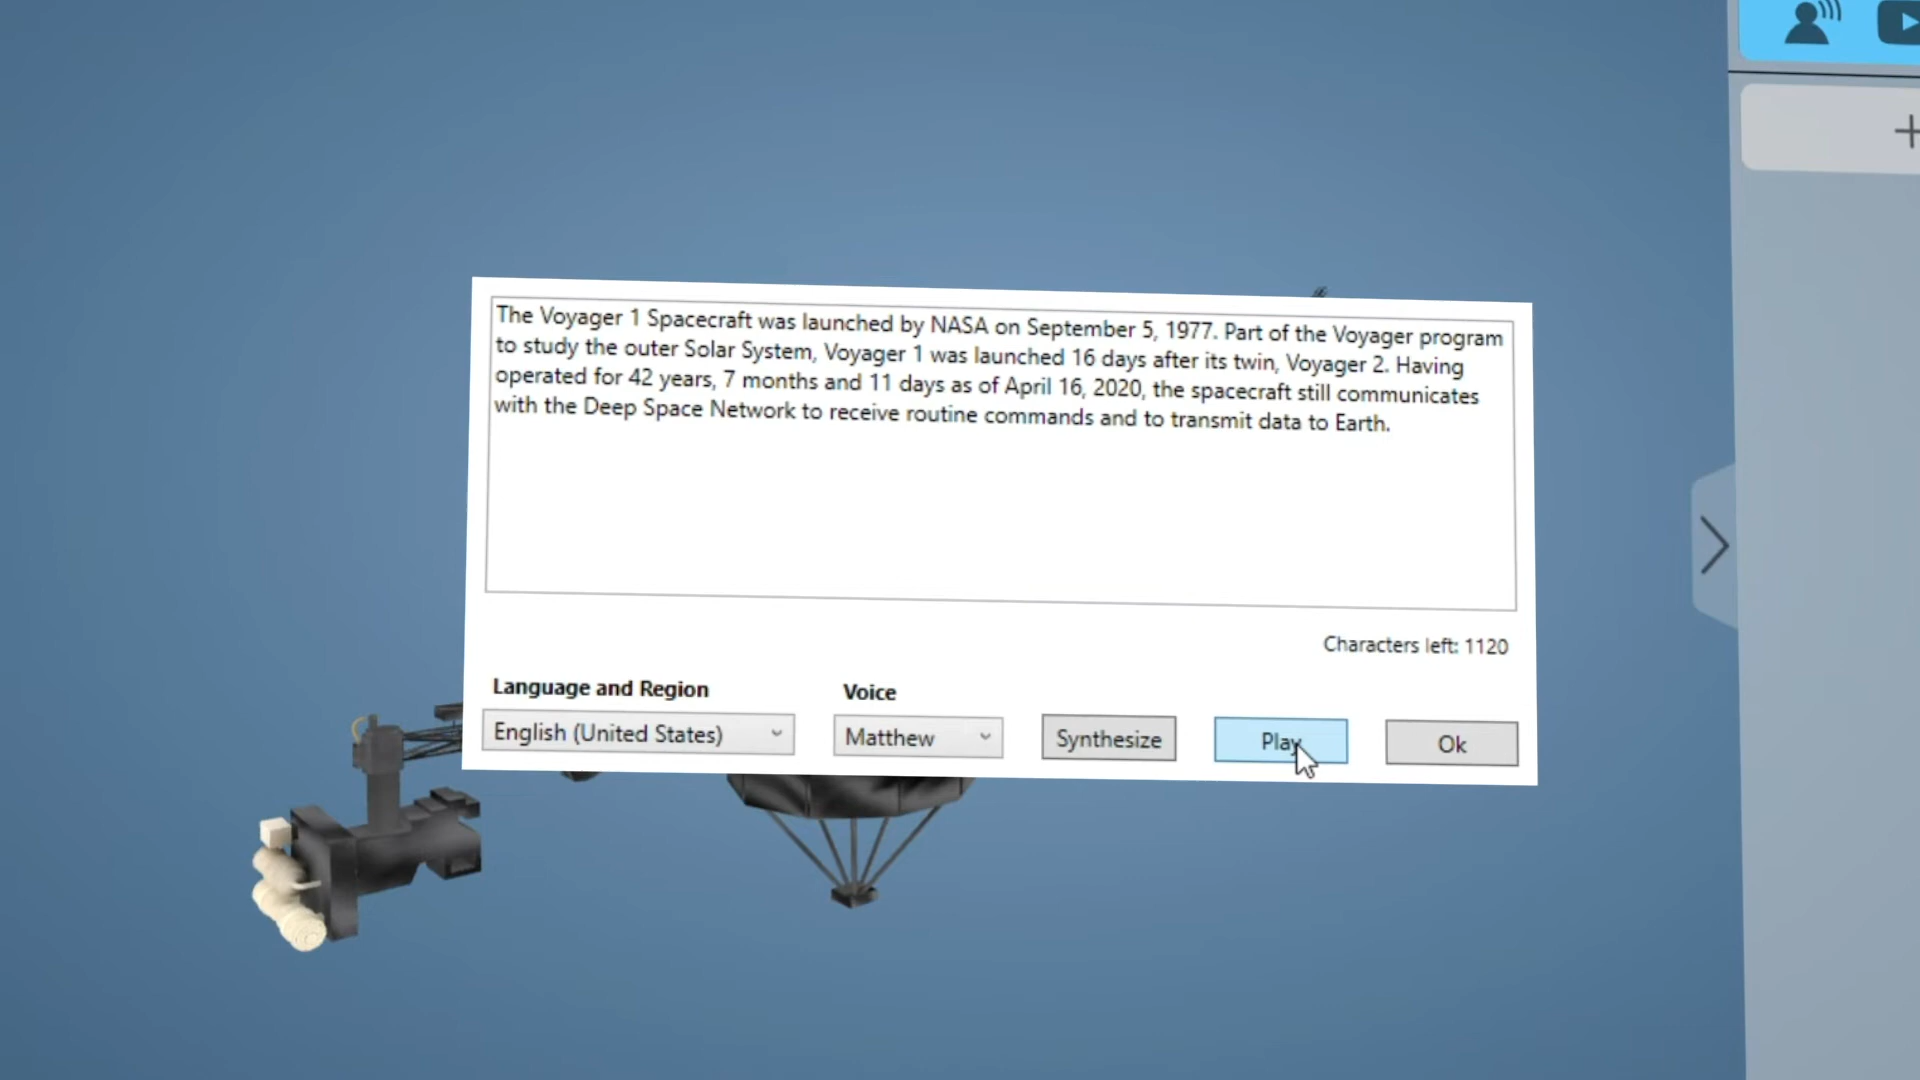 The Voyager 1 Spacecraft was launched by NASA on September 5, 1977. Part of the Voyager program
to study the outer Solar System, Voyager 1 was launched 16 days after its twin, Voyager 2. Having
operated for 42 years, 7 months and 11 days as of April 16, 2020, the spacecraft still communicates
with the Deep Space Network to receive routine commands and to transmit data to Earth.
Characters left: 1120
Language and Region
Voice
English (United States)
Matthew
Synthesize
Play
Ok